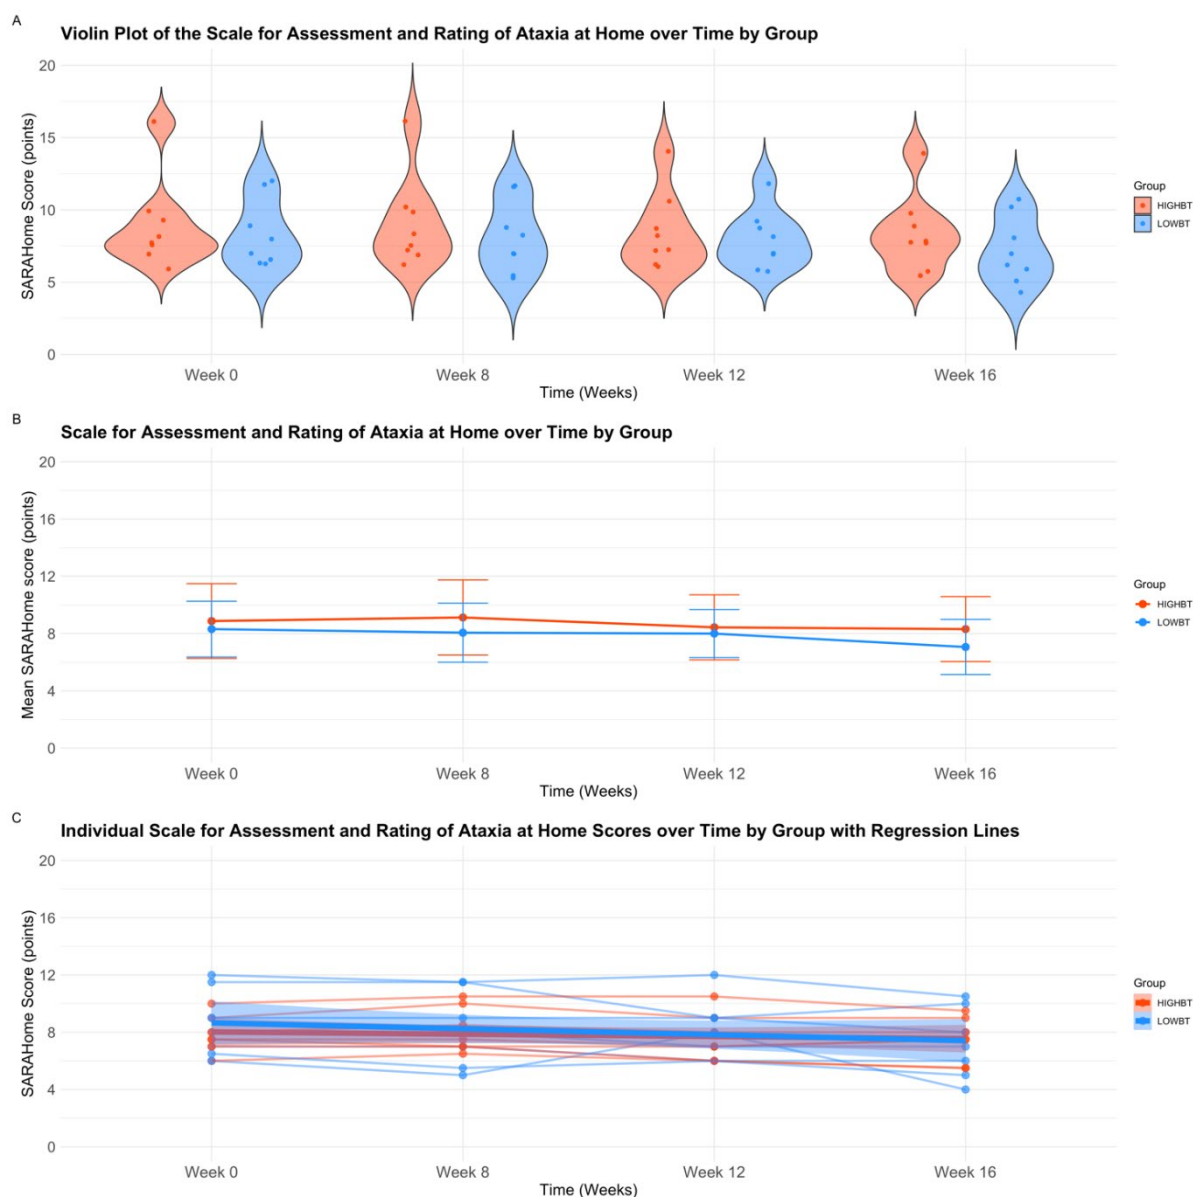 A
Violin Plot of the Scale for Assessment and Rating of Ataxia at Home over Time by Group
SARAHome Score (points)
20
15
10
5
0
Week 0
Week 8
Week 12
Week 16
Time (Weeks)
Group
HIGHBT
LOWBT
B
Scale for Assessment and Rating of Ataxia at Home over Time by Group
Mean SARAHome score (points)
20
16
12
8
4
0
Week 0
Week 8
Week 12
Week 16
Time (Weeks)
Group
HIGHBT
LOWBT
C
Individual Scale for Assessment and Rating of Ataxia at Home Scores over Time by Group with Regression Lines
SARAHome Score (points)
20
16
12
8
4
0
Week 0
Week 8
Week 12
Week 16
Time (Weeks)
Group
HIGHBT
LOWBT